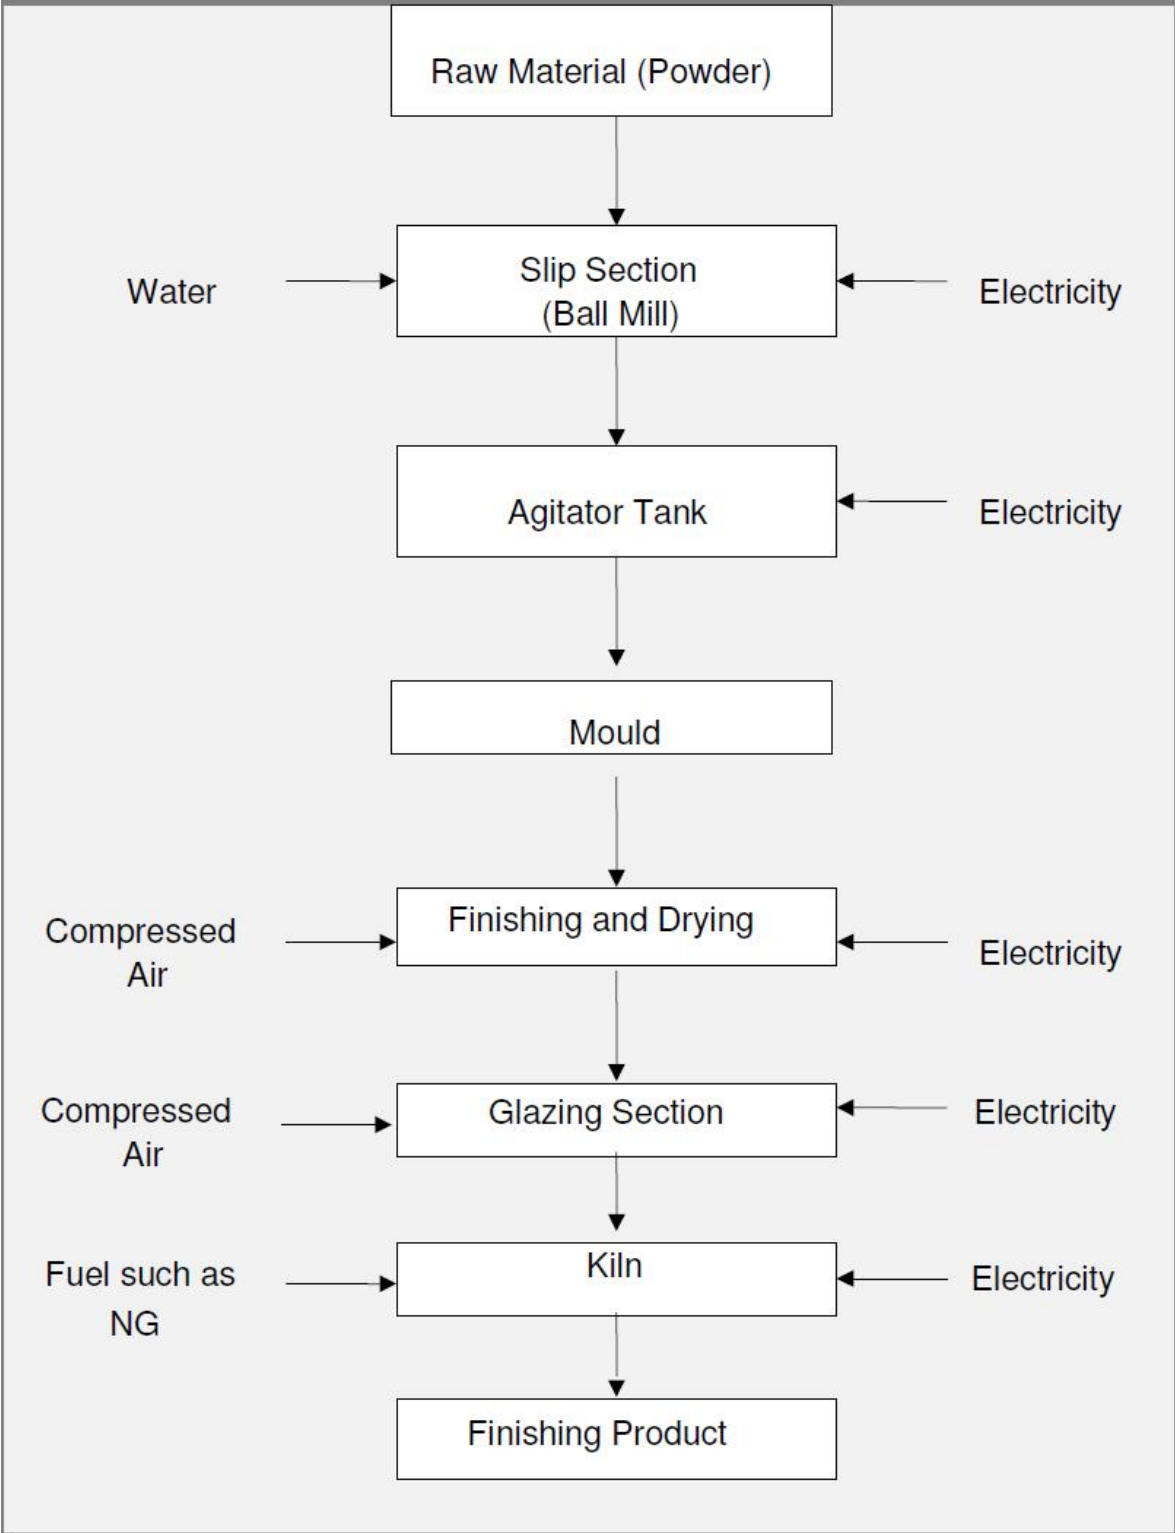 Raw Material (Powder)
Water
Slip Section
(Ball Mill)
Electricity
Agitator Tank
Electricity
Mould
Compressed
Air
Finishing and Drying
Electricity
Compressed
Air
Glazing Section
Electricity
Fuel such as
NG
Kiln
Electricity
Finishing Product